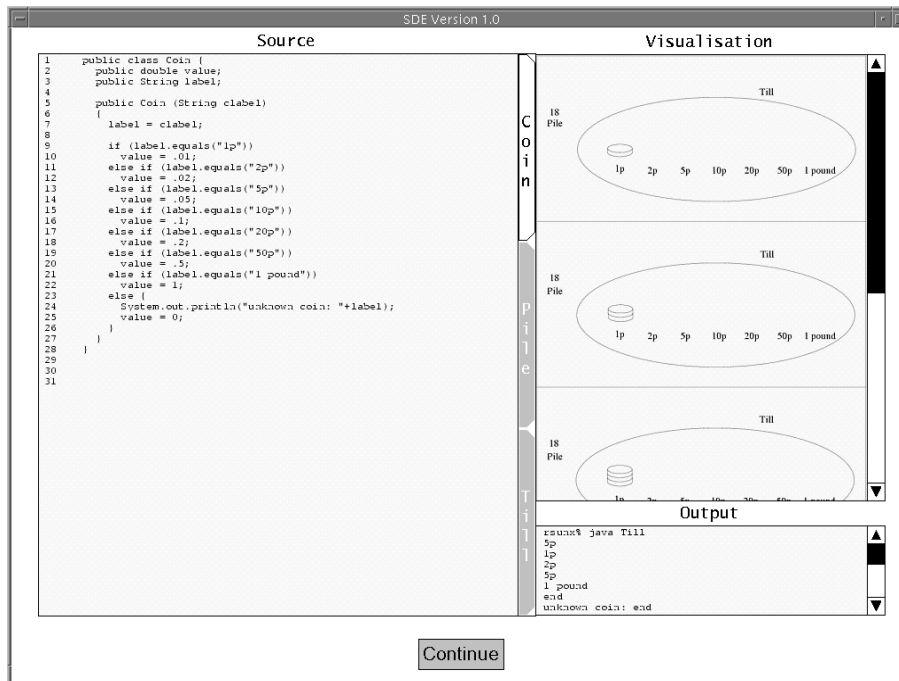 SDE Version 1.0
Source
1 public class Coin {
2 public double value;
3 public String label;
4
5 public Coin (String clabel)
6 {
7 label = clabel;
8
9 if (label.equals("1p"))
10 value = .01;
11 else if (label.equals("2p"))
12 value = .02;
13 else if (label.equals("5p"))
14 value = .05;
15 else if (label.equals("10p"))
16 value = .1;
17 else if (label.equals("20p"))
18 value = .2;
19 else if (label.equals("50p"))
20 value = .5;
21 else if (label.equals("1 pound"))
22 value = 1;
23 else {
24 System.out.println("unknown coin: "+label);
25 value = 0;
26 }
27 }
28 }
29
30
31
Coin
Pile
Till
Visualisation
Till
18
Pile
1p 2p 5p 10p 20p 50p 1 pound
Till
18
Pile
1p 2p 5p 10p 20p 50p 1 pound
Till
18
Pile
1p 2p 5p 10p 20p 50p 1 pound
Output
rsunx% java Till
5p
1p
2p
5p
1 pound
end
unknown coin: end
Continue